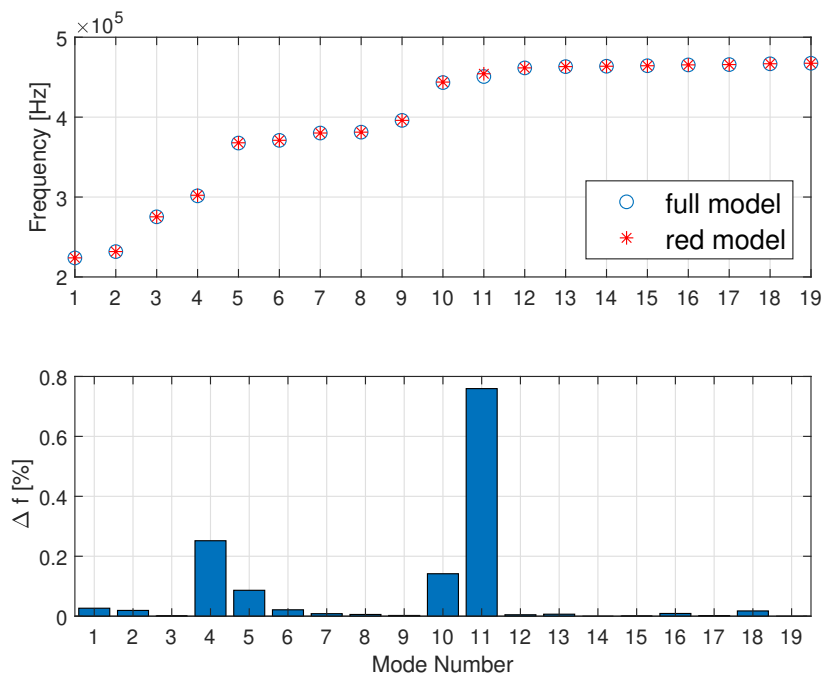 ×10⁵
5
4
3
2
Frequency [Hz]
full model
red model
1 2 3 4 5 6 7 8 9 10 11 12 13 14 15 16 17 18 19
0.8
0.6
0.4
0.2
0
Δ f [%]
1 2 3 4 5 6 7 8 9 10 11 12 13 14 15 16 17 18 19
Mode Number